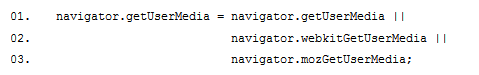 01. navigator.getUserMedia = navigator.getUserMedia ||
02. navigator.webkitGetUserMedia ||
03. navigator.mozGetUserMedia;